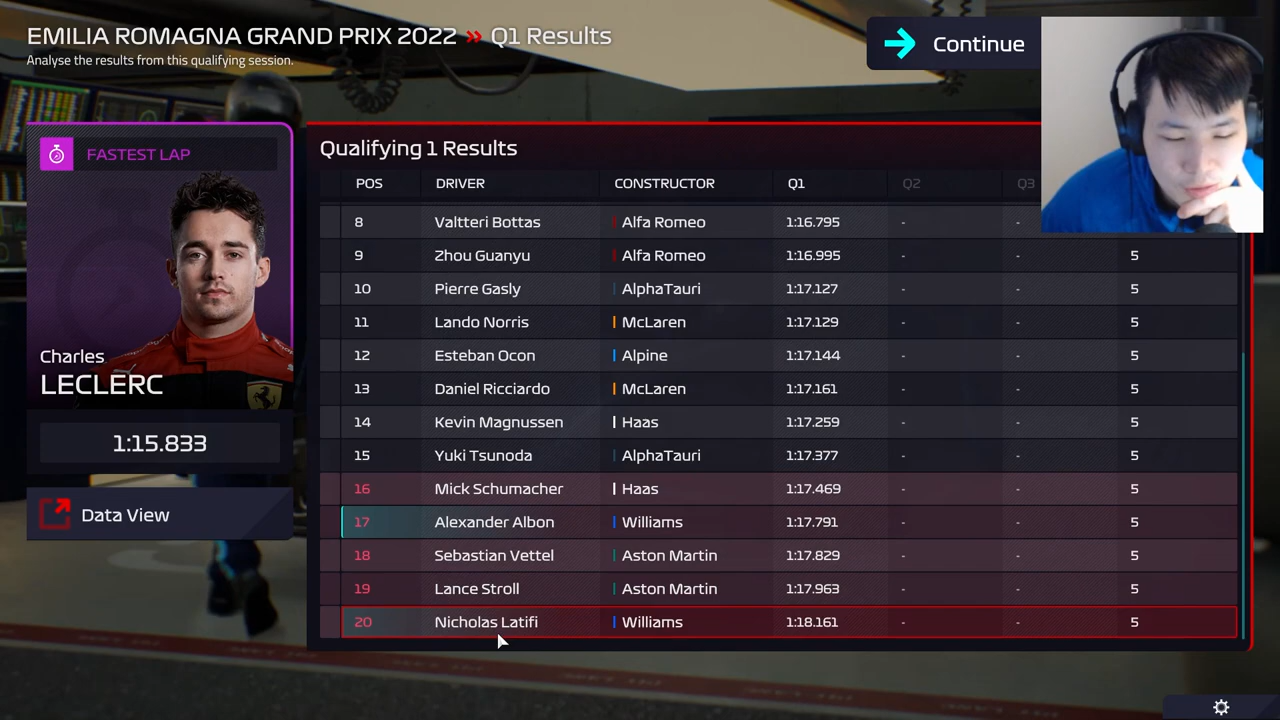 EMILIA ROMAGNA GRAND PRIX 2022 » Q1 Results
Analyse the results from this qualifying session.
Continue
FASTEST LAP
Charles
LECLERC
1:15.833
Data View
Qualifying 1 Results
POS DRIVER CONSTRUCTOR Q1 Q2 Q3
8 Valtteri Bottas Alfa Romeo 1:16.795 - -
9 Zhou Guanyu Alfa Romeo 1:16.995 - - 5
10 Pierre Gasly AlphaTauri 1:17.127 - - 5
11 Lando Norris McLaren 1:17.129 - - 5
12 Esteban Ocon Alpine 1:17.144 - - 5
13 Daniel Ricciardo McLaren 1:17.161 - - 5
14 Kevin Magnussen Haas 1:17.259 - - 5
15 Yuki Tsunoda AlphaTauri 1:17.377 - - 5
16 Mick Schumacher Haas 1:17.469 - - 5
17 Alexander Albon Williams 1:17.791 - - 5
18 Sebastian Vettel Aston Martin 1:17.829 - - 5
19 Lance Stroll Aston Martin 1:17.963 - - 5
20 Nicholas Latifi Williams 1:18.161 - - 5